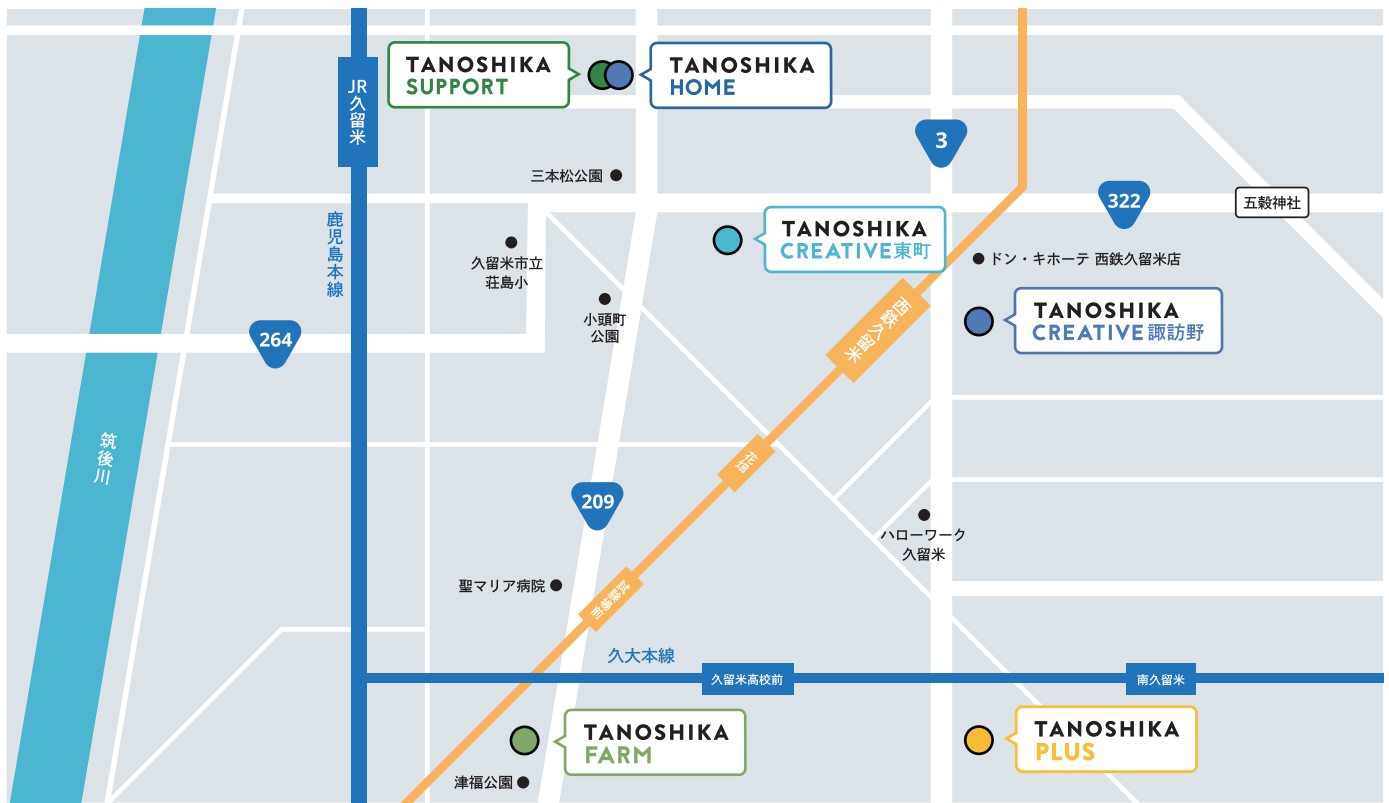 TANOSHIKA
SUPPORT
TANOSHIKA
HOME
JR久留米
3
三本松公園
322
五穀神社
鹿児島本線
TANOSHIKA
CREATIVE東町
久留米市立
荘島小
ドン・キホーテ 西鉄久留米店
小頭町
公園
西鉄久留米
TANOSHIKA
CREATIVE諏訪野
264
筑後川
花畑
209
ハローワーク
久留米
聖マリア病院
試験場前
久大本線
久留米高校前
南久留米
TANOSHIKA
FARM
TANOSHIKA
PLUS
津福公園